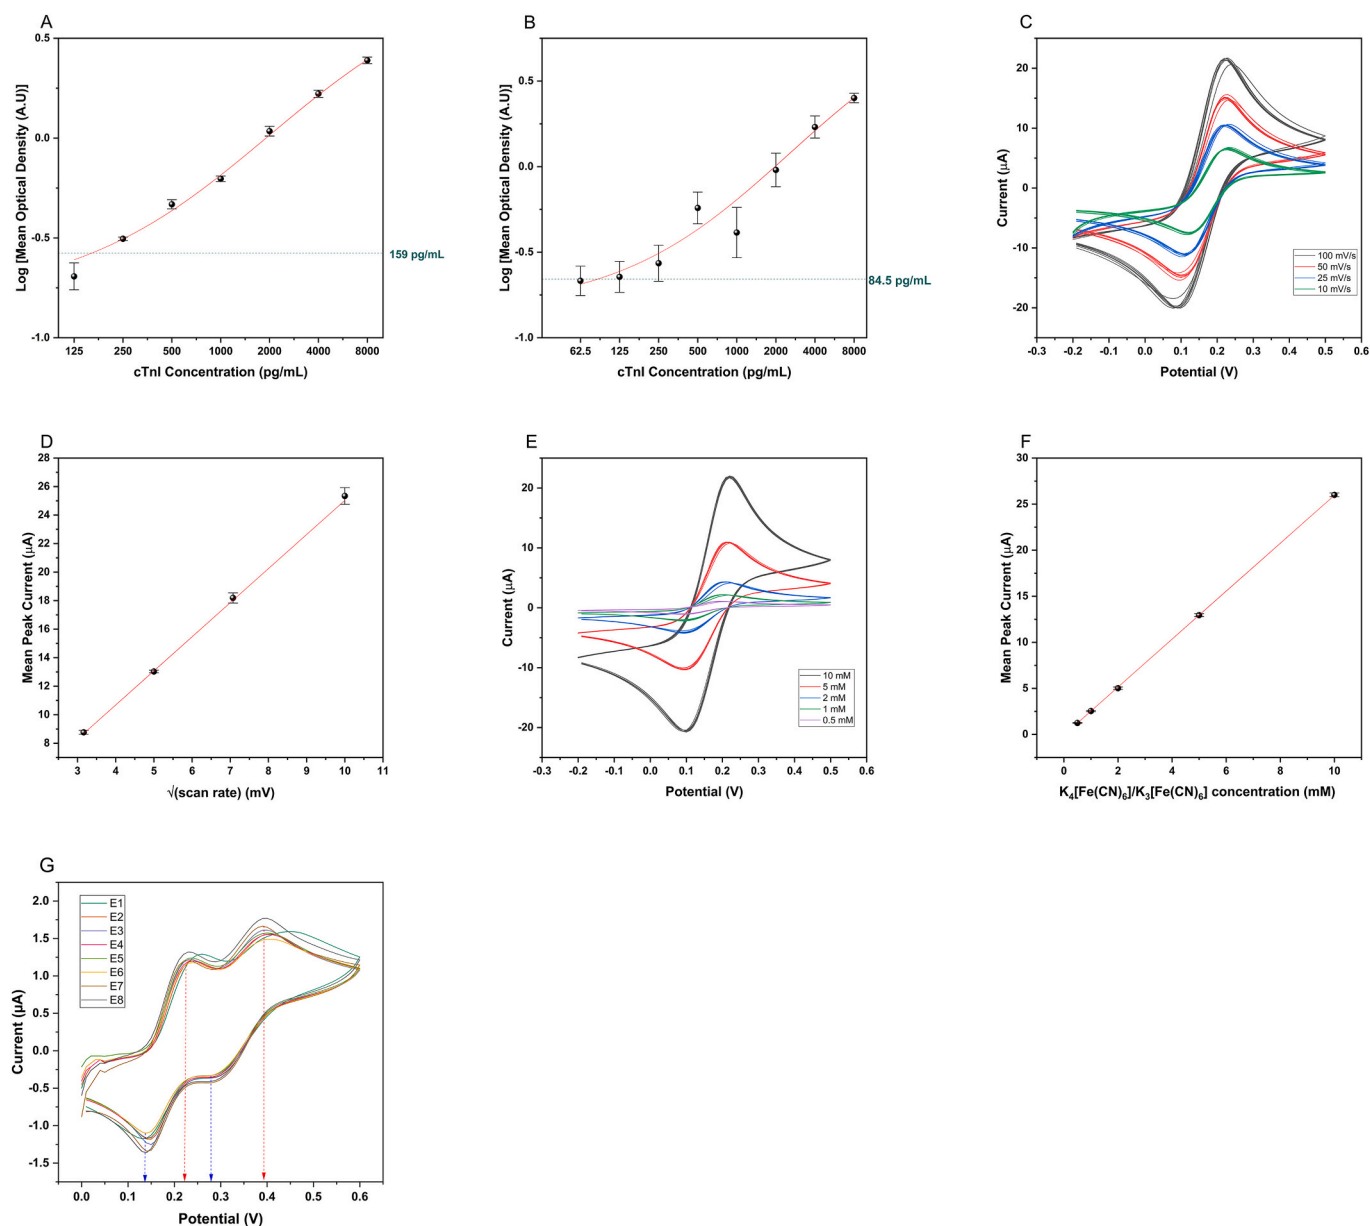 A
Log [Mean Optical Density (A.U)]
0.5
0.0
-0.5
-1.0
159 pg/mL
125 250 500 1000 2000 4000 8000
cTnI Concentration (pg/mL)
B
Log [Mean Optical Density (A.U)]
0.5
0.0
-0.5
-1.0
84.5 pg/mL
62.5 125 250 500 1000 2000 4000 8000
cTnI Concentration (pg/mL)
C
Current (µA)
20
10
0
-10
-20
100 mV/s
50 mV/s
25 mV/s
10 mV/s
-0.2 -0.1 0.0 0.1 0.2 0.3 0.4 0.5 0.6
Potential (V)
D
Mean Peak Current (µA)
28
26
24
22
20
18
16
14
12
10
8
3 4 5 6 7 8 9 10 11
√(scan rate) (mV)
E
Current (µA)
20
10
0
-10
-20
10 mM
5 mM
2 mM
1 mM
0.5 mM
-0.3 -0.2 -0.1 0.0 0.1 0.2 0.3 0.4 0.5 0.6
Potential (V)
F
Mean Peak Current (µA)
30
25
20
15
10
5
0
0 2 4 6 8 10
K₄[Fe(CN)₆]/K₃[Fe(CN)₆] concentration (mM)
G
Current (µA)
2.0
1.5
1.0
0.5
0.0
-0.5
-1.0
-1.5
E1
E2
E3
E4
E5
E6
E7
E8
0.0 0.1 0.2 0.3 0.4 0.5 0.6
Potential (V)